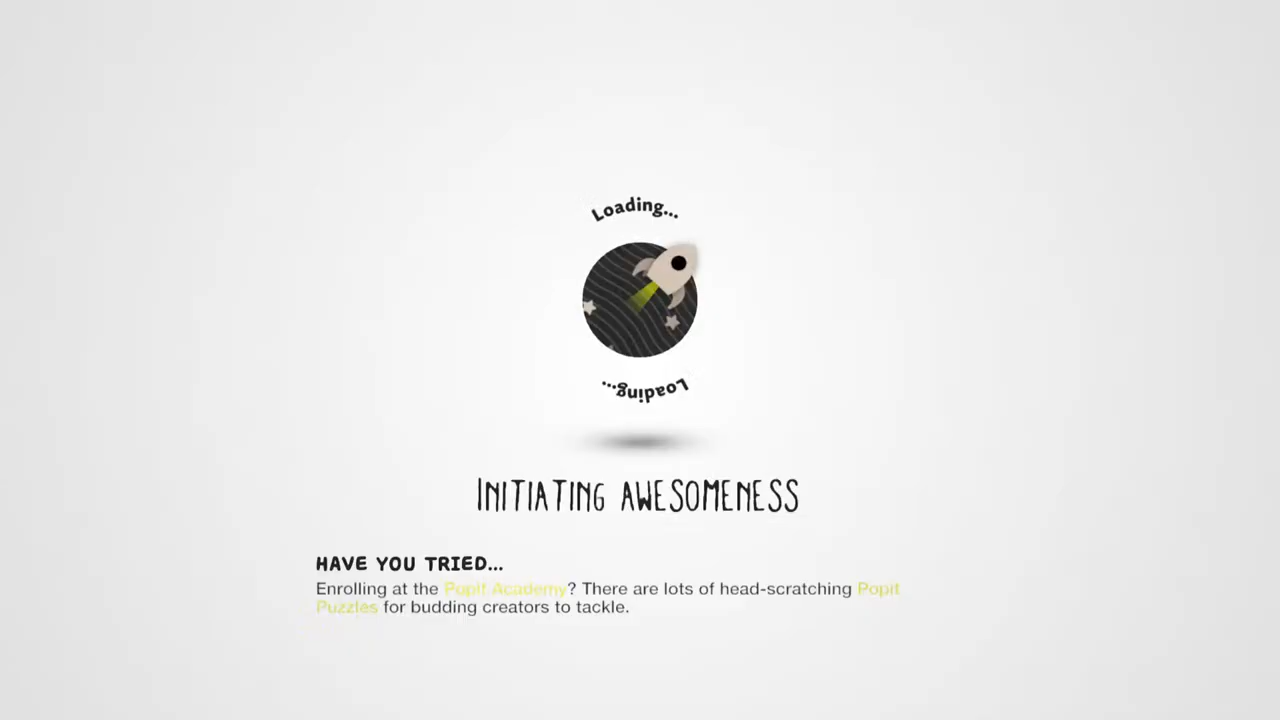 Loading...
Loading...
INITIATING AWESOMENESS
HAVE YOU TRIED...
Enrolling at the Popit Academy? There are lots of head-scratching Popit
Puzzles for budding creators to tackle.